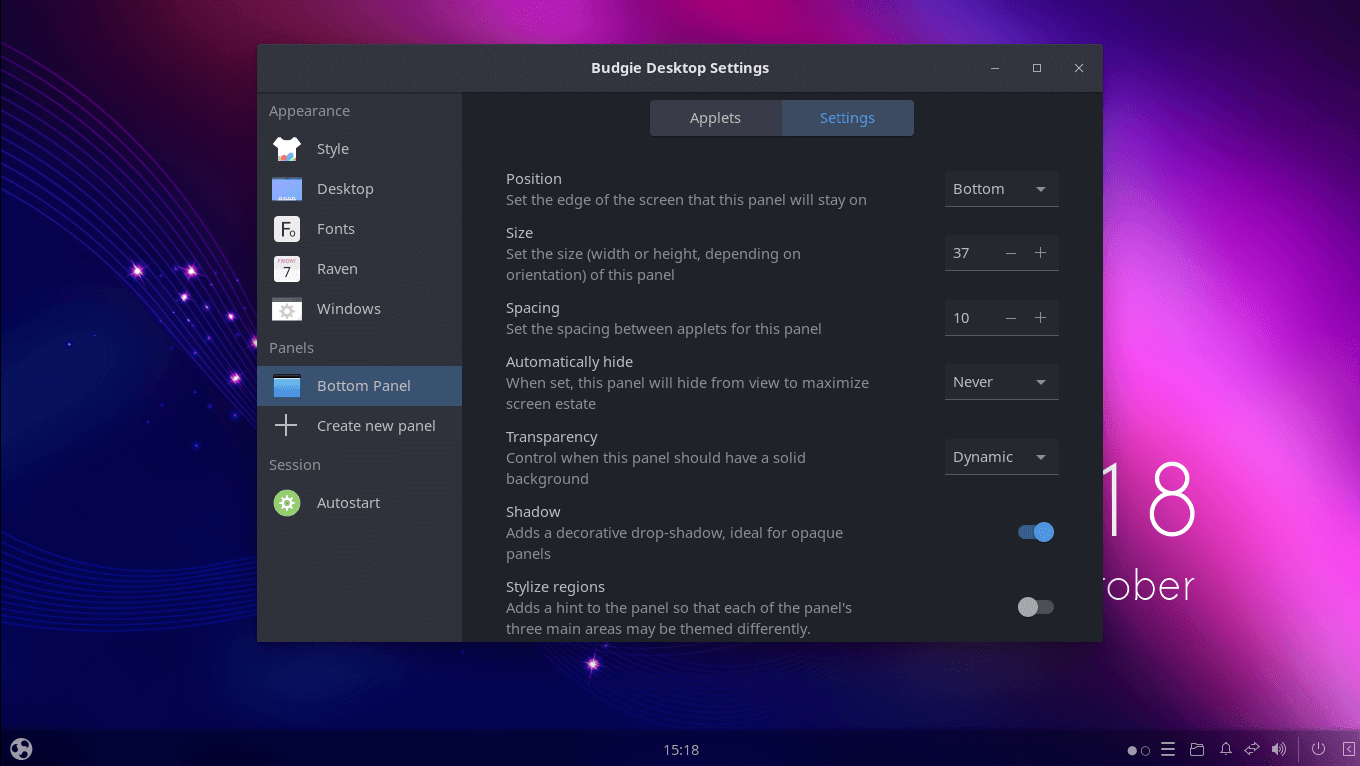 Budgie Desktop Settings
Appearance
Style
Desktop
Fo
Fonts
FRIDAY
7
Raven
Windows
Panels
Bottom Panel
Create new panel
Session
Autostart
Applets
Settings
Position
Set the edge of the screen that this panel will stay on
Bottom
Size
Set the size (width or height, depending on
orientation) of this panel
37
Spacing
Set the spacing between applets for this panel
10
Automatically hide
When set, this panel will hide from view to maximize
screen estate
Never
Transparency
Control when this panel should have a solid
background
Dynamic
Shadow
Adds a decorative drop-shadow, ideal for opaque
panels
Stylize regions
Adds a hint to the panel so that each of the panel's
three main areas may be themed differently.
18
tober
15:18